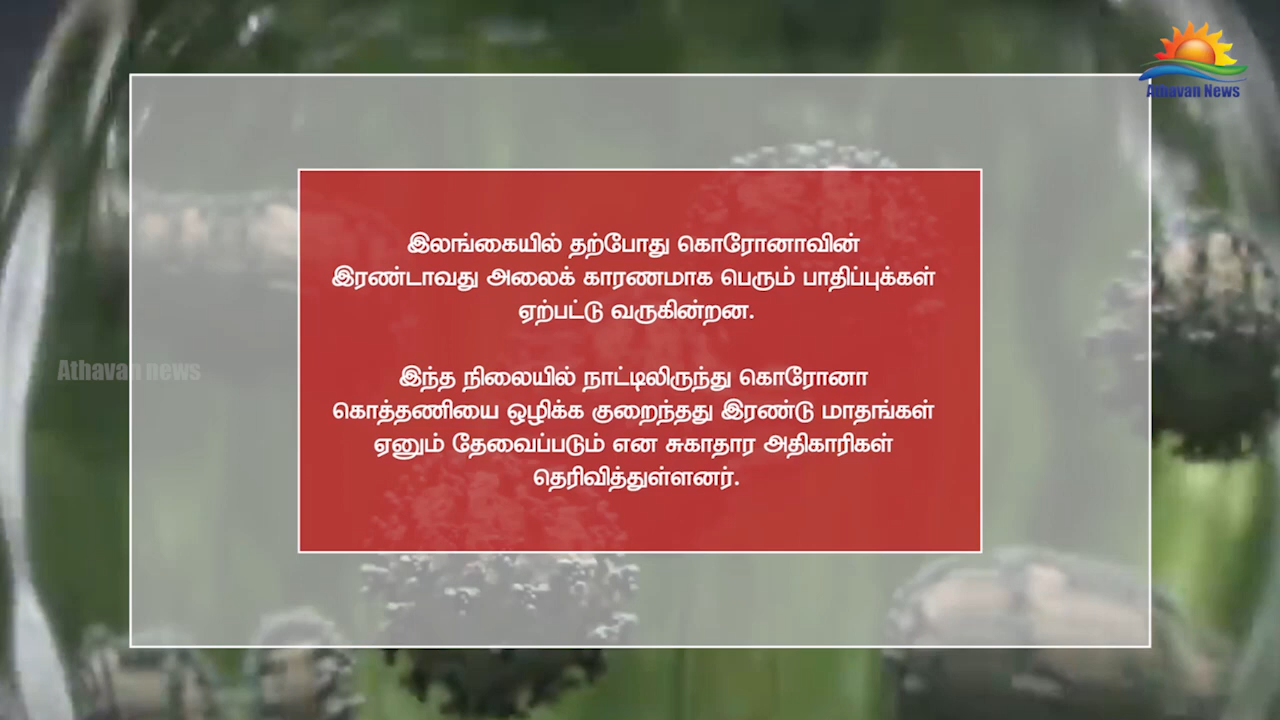 Athavan News
இலங்கையில் தற்போது கொரோனாவின்
இரண்டாவது அலைக் காரணமாக பெரும் பாதிப்புக்கள்
ஏற்பட்டு வருகின்றன.
Athavan news
இந்த நிலையில் நாட்டிலிருந்து கொரோனா
கொத்தணியை ஒழிக்க குறைந்தது இரண்டு மாதங்கள்
ஏனும் தேவைப்படும் என சுகாதார அதிகாரிகள்
தெரிவித்துள்ளனர்.